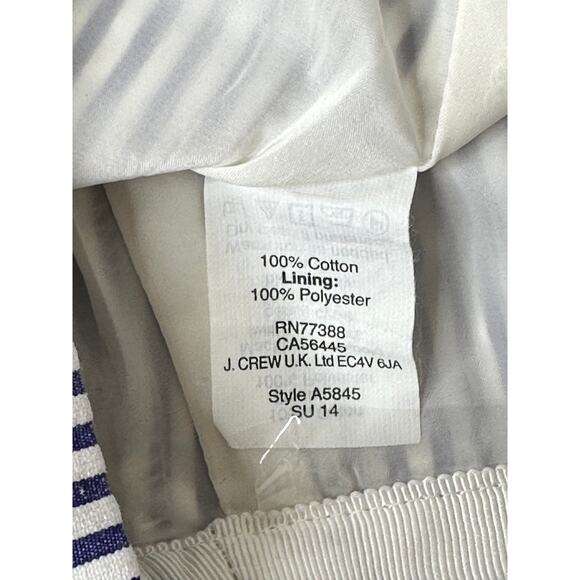 100% Cotton
Lining:
100% Polyester
RN77388
CA56445
J. CREW U.K. Ltd EC4V 6JA
Style A5845
SU 14